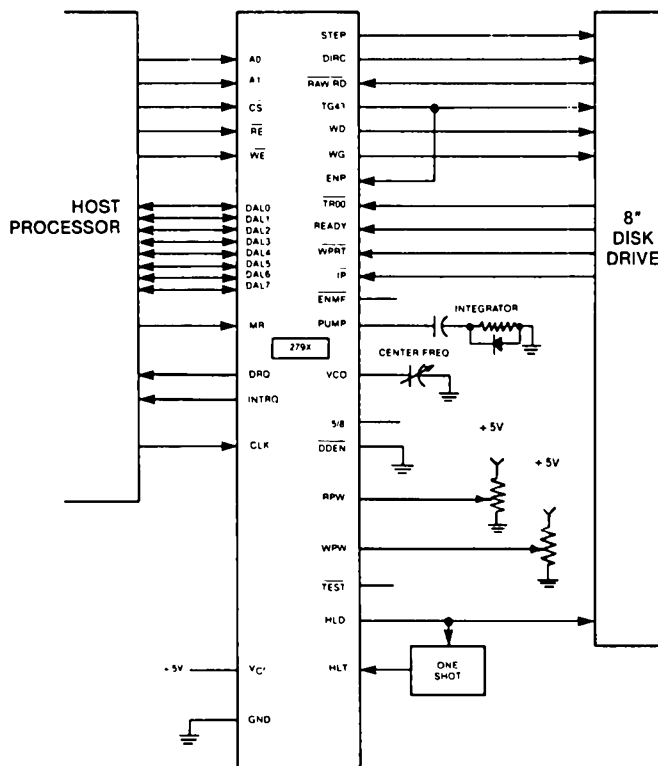 HOST
PROCESSOR
A0
A1
CS
RE
WE
DAL0
DAL1
DAL2
DAL3
DAL4
DAL5
DAL6
DAL7
MR
279X
DRQ
INTRQ
CLK
+5V
GND
STEP
DIRC
RAW RD
TG43
WD
WG
ENP
TR00
READY
WPRT
IP
ENMF
PUMP
INTEGRATOR
CENTER FREQ
VCO
5/8
DDEN
+5V
+5V
RPW
WPW
TEST
HLD
HLT
ONE
SHOT
8"
DISK
DRIVE